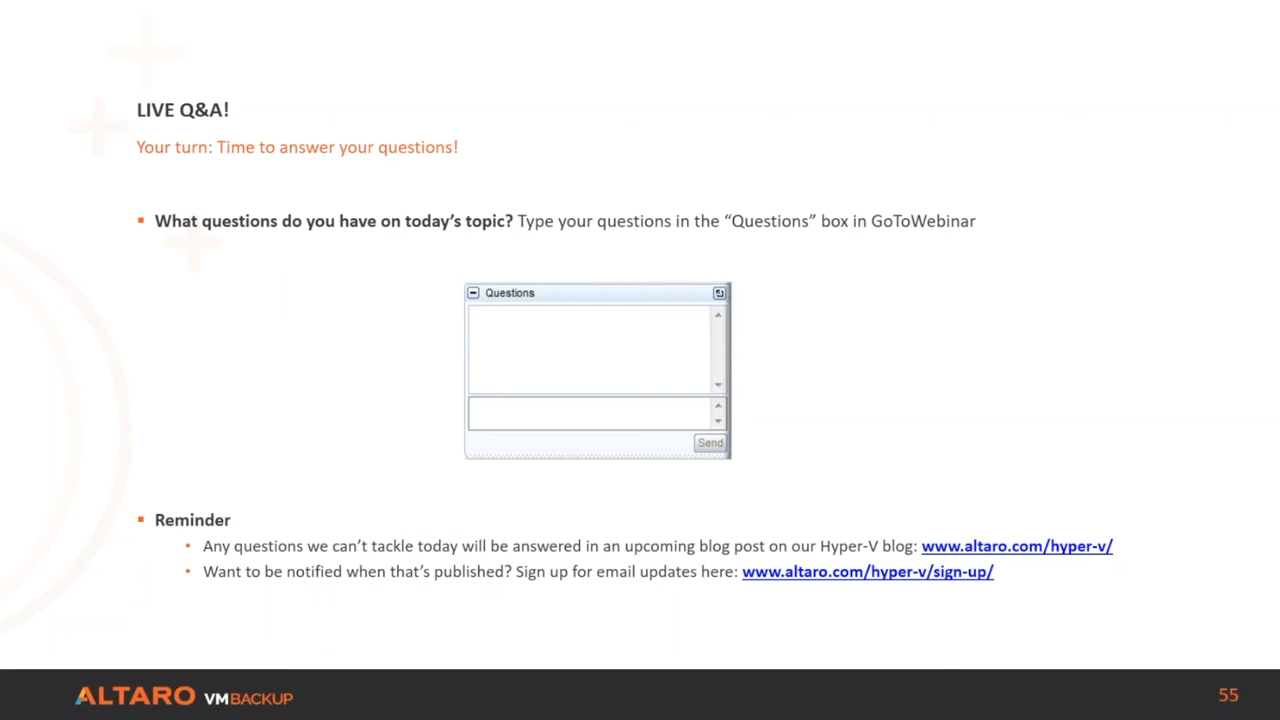 LIVE Q&A!
Your turn: Time to answer your questions!
▪ What questions do you have on today’s topic? Type your questions in the “Questions” box in GoToWebinar
Questions
Send
▪ Reminder
• Any questions we can’t tackle today will be answered in an upcoming blog post on our Hyper-V blog: www.altaro.com/hyper-v/
• Want to be notified when that’s published? Sign up for email updates here: www.altaro.com/hyper-v/sign-up/
ALTARO VMBACKUP
55